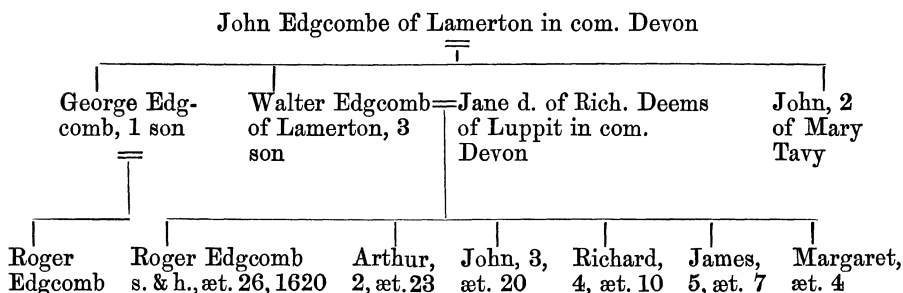 John Edgcombe of Lamerton in com. Devon
George Edg-
comb, 1 son
Walter Edgcomb=Jane d. of Rich. Deems
of Lamerton, 3
son
of Luppit in com.
Devon
John, 2
of Mary
Tavy
Roger
Edgcomb
Roger Edgcomb
s. & h., æt. 26, 1620
Arthur,
2, æt. 23
John, 3,
æt. 20
Richard,
4, æt. 10
James,
5, æt. 7
Margaret,
æt. 4